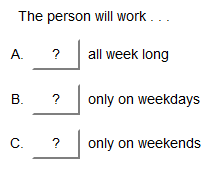 The person will work . . .
A. ? all week long
B. ? only on weekdays
C. ? only on weekends